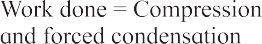 Work done = Compression
and forced condensation